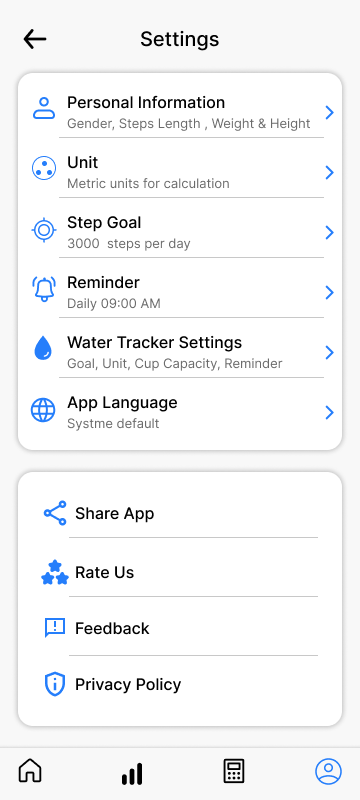 Settings
Personal Information
Gender, Steps Length , Weight & Height
Unit
Metric units for calculation
Step Goal
3000  steps per day
Reminder
Daily 09:00 AM
Water Tracker Settings
Goal, Unit, Cup Capacity, Reminder
App Language
Systme default
Share App
Rate Us
Feedback
Privacy Policy